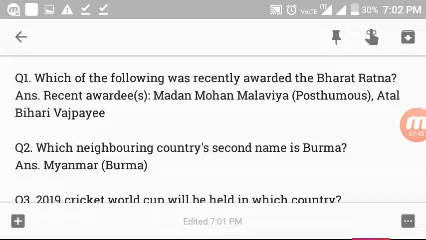 VoLTE 30% 7:02 PM
Q1. Which of the following was recently awarded the Bharat Ratna?
Ans. Recent awardee(s): Madan Mohan Malaviya (Posthumous), Atal
Bihari Vajpayee
07:42
Q2. Which neighbouring country's second name is Burma?
Ans. Myanmar (Burma)
Q3. 2019 cricket world cup will be held in which country?
Edited 7:01 PM